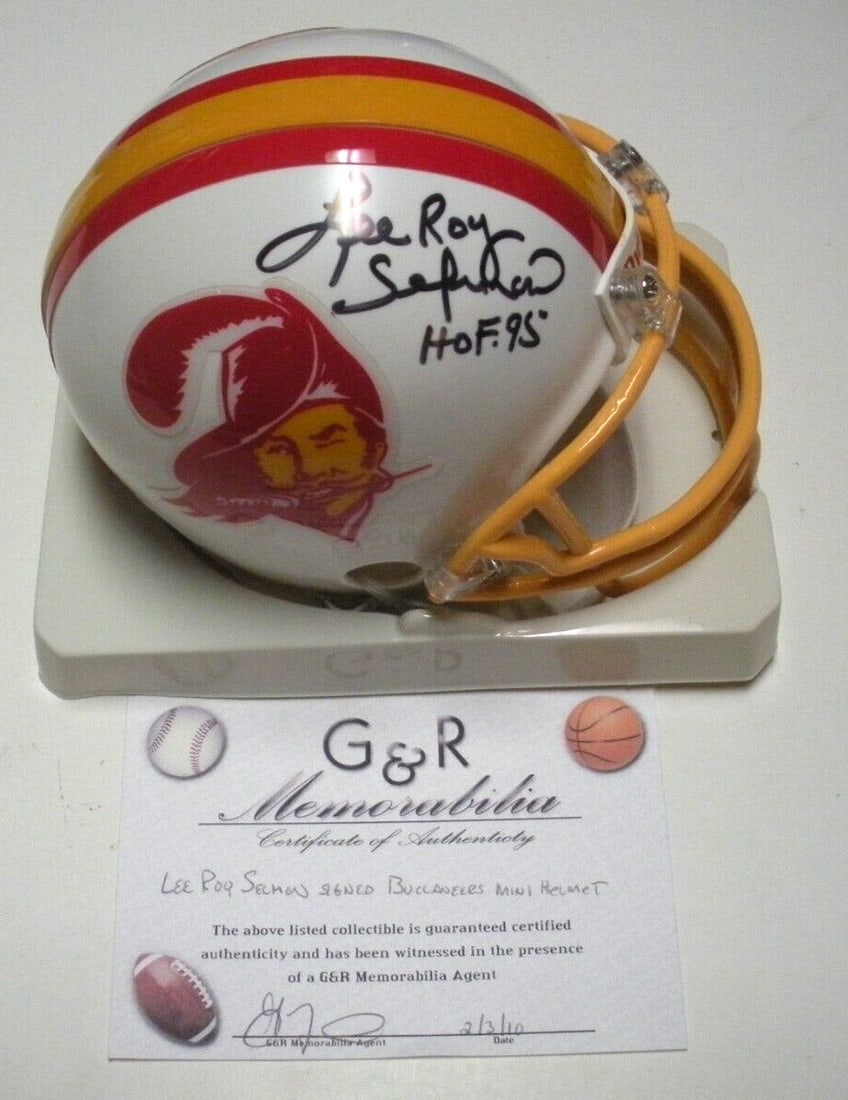 Lee Roy
Selmon
HOF.95
G&R
Memorabilia
Certificate of Authenticty
LEE ROY SELMON SIGNED BUCCANEERS MINI HELMET
The above listed collectible is guaranteed certified
authenticity and has been witnessed in the presence
of a G&R Memorabilia Agent
2/3/10
G&R Memorabilia Agent Date